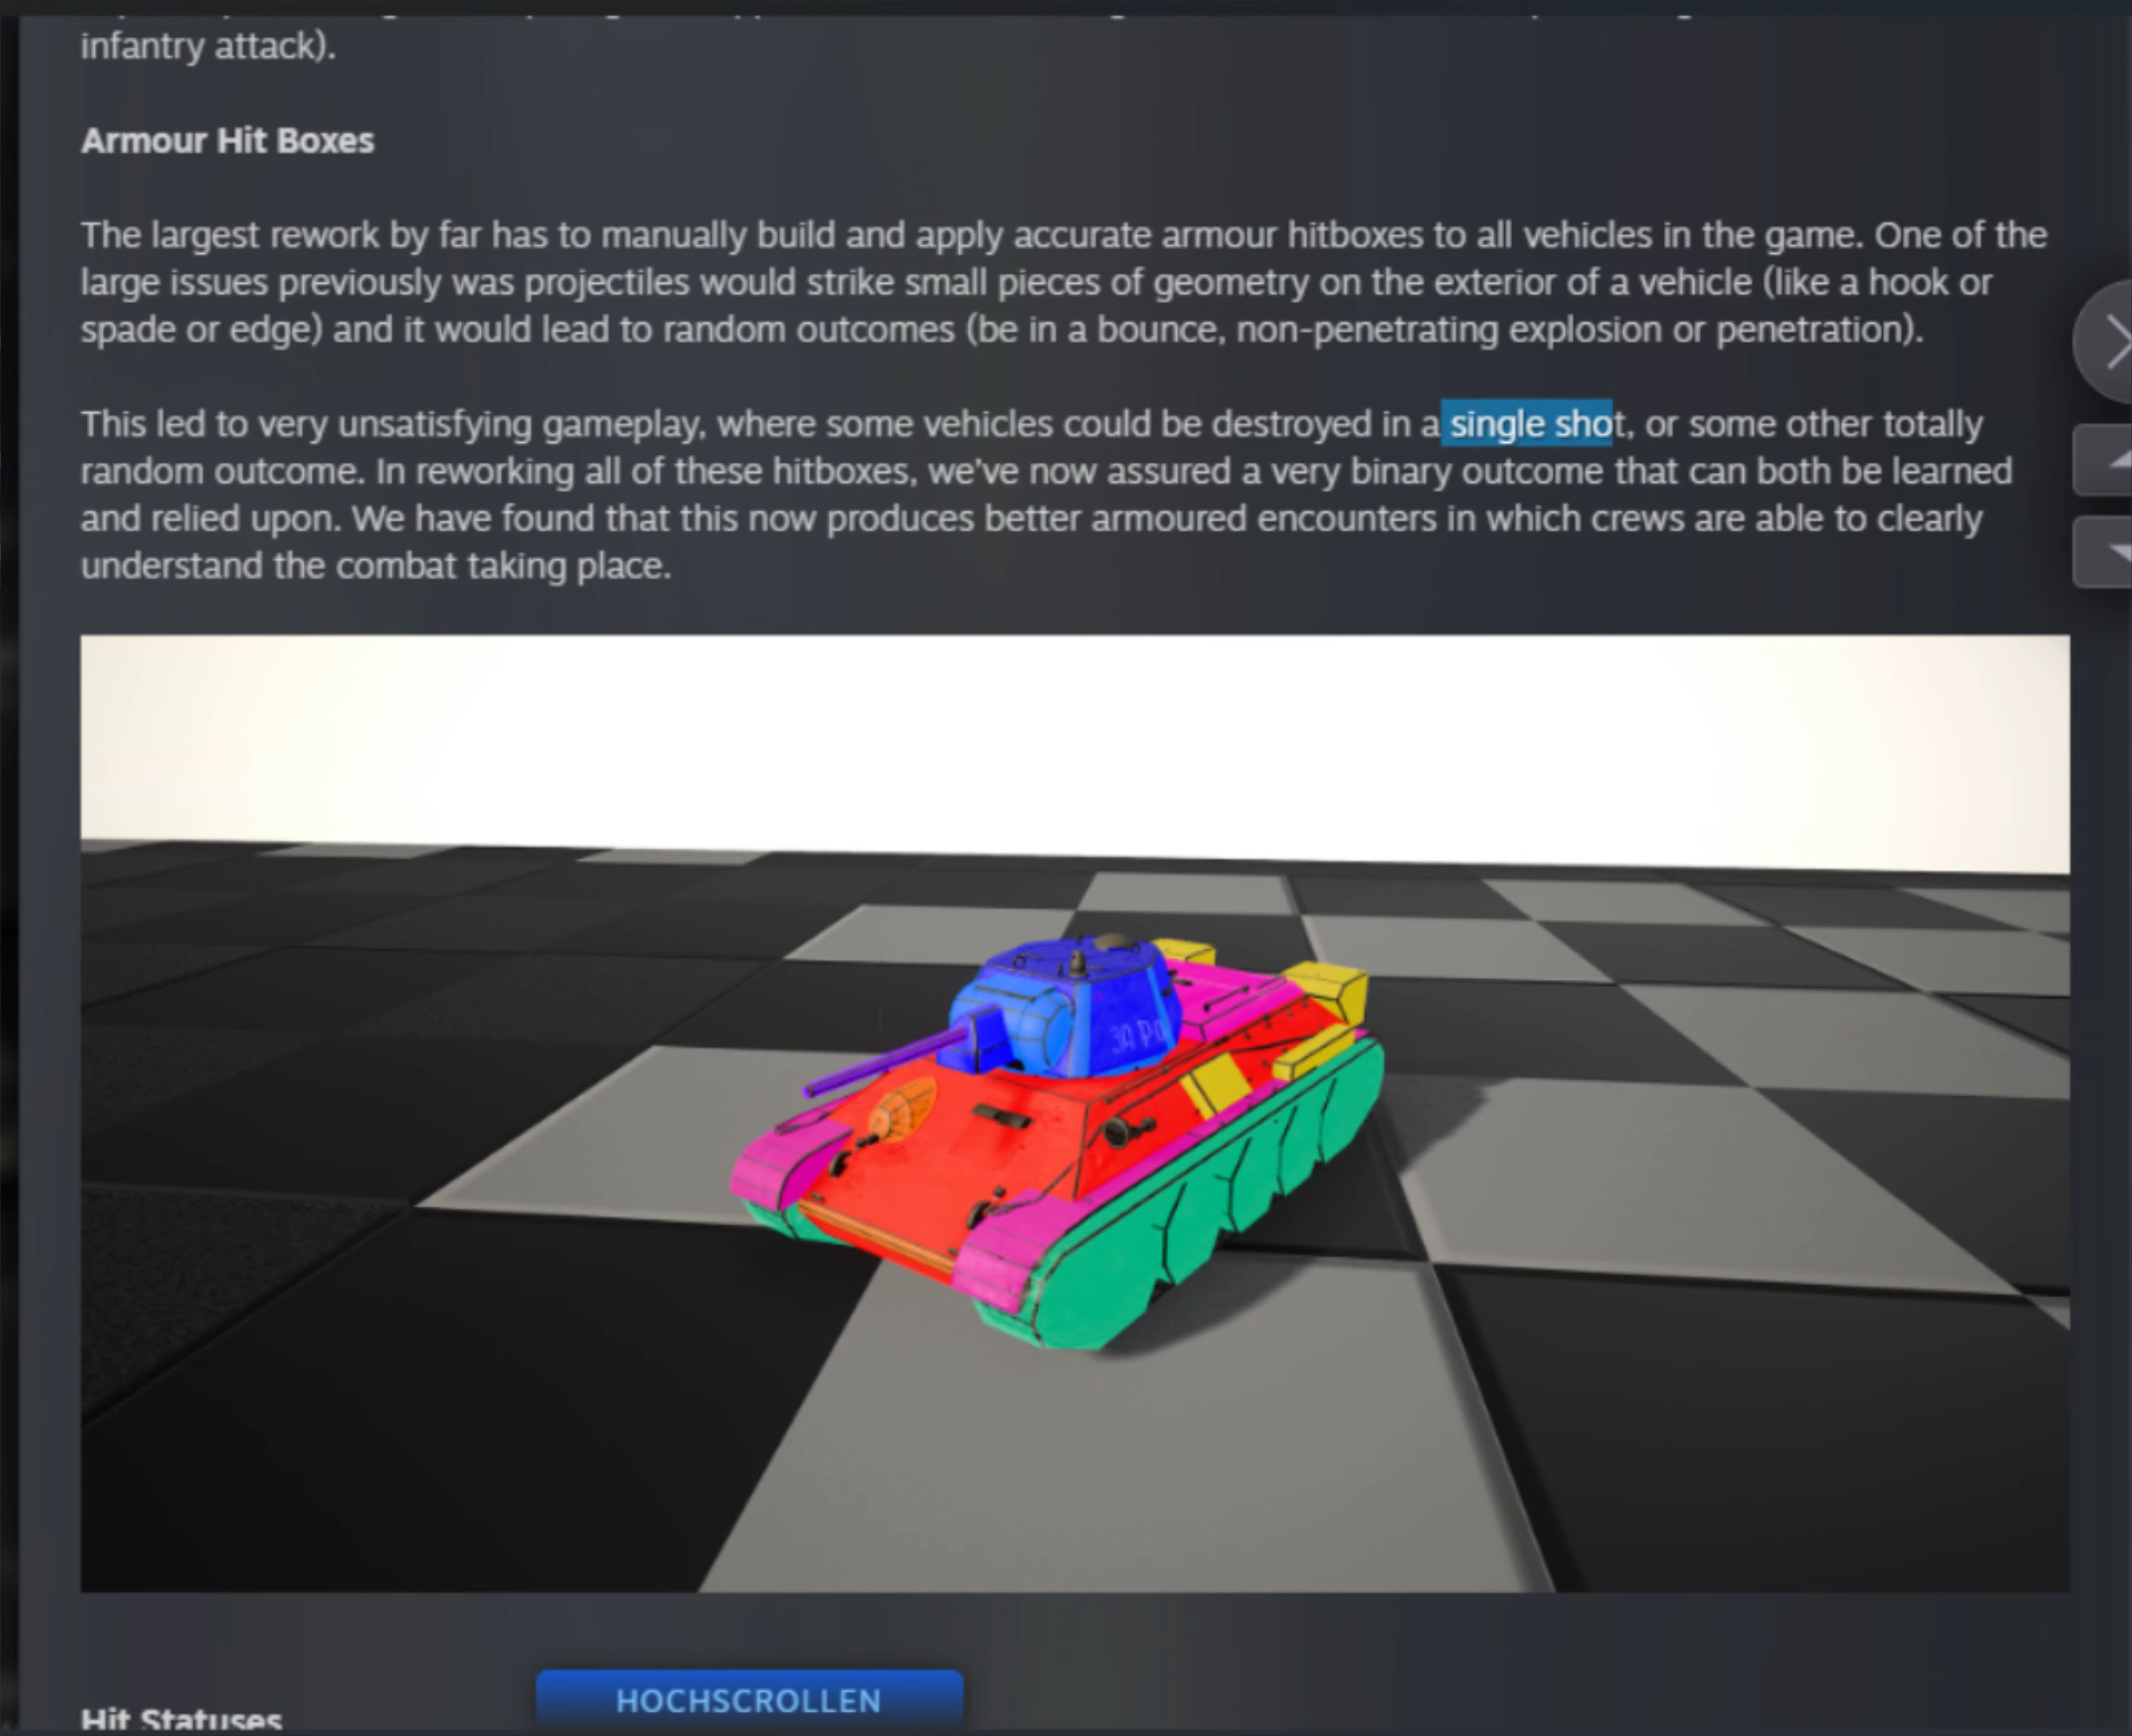 infantry attack).
Armour Hit Boxes
The largest rework by far has to manually build and apply accurate armour hitboxes to all vehicles in the game. One of the
large issues previously was projectiles would strike small pieces of geometry on the exterior of a vehicle (like a hook or
spade or edge) and it would lead to random outcomes (be in a bounce, non-penetrating explosion or penetration).
This led to very unsatisfying gameplay, where some vehicles could be destroyed in a single shot, or some other totally
random outcome. In reworking all of these hitboxes, we've now assured a very binary outcome that can both be learned
and relied upon. We have found that this now produces better armoured encounters in which crews are able to clearly
understand the combat taking place.
HOCHSCROLLEN
Hit Statuses